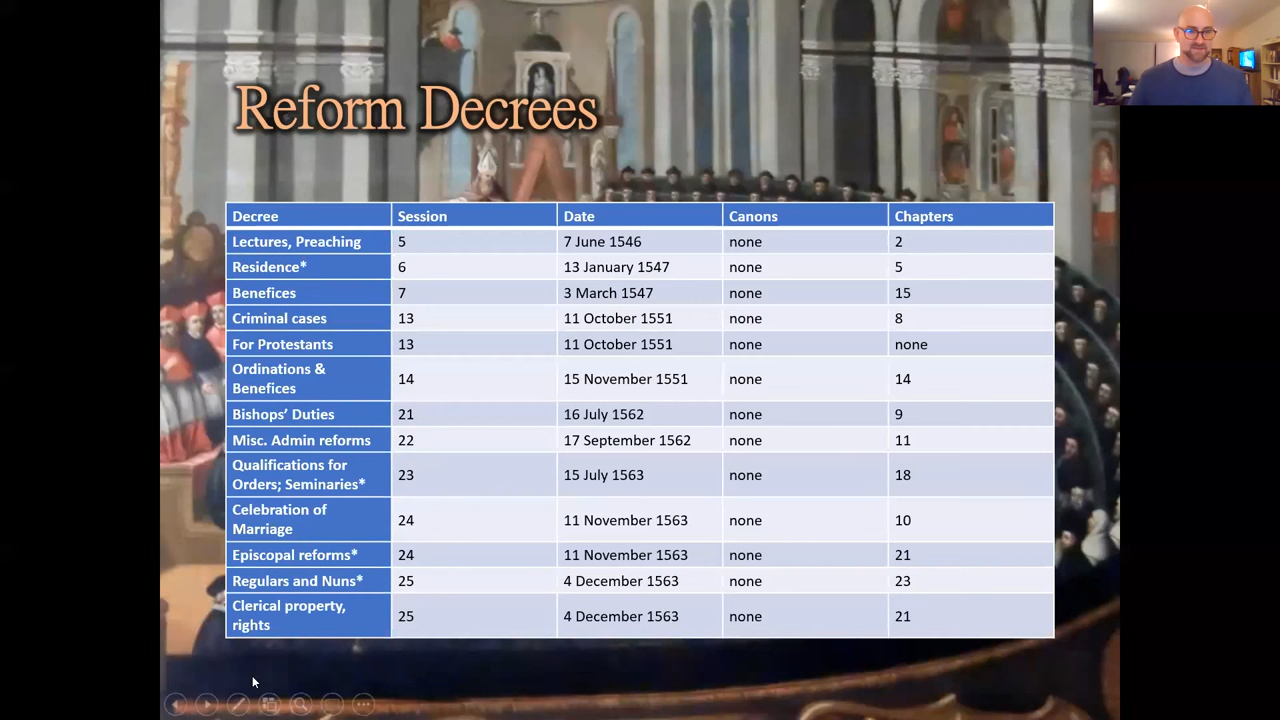 Reform Decrees
Decree Session Date Canons Chapters
Lectures, Preaching 5 7 June 1546 none 2
Residence* 6 13 January 1547 none 5
Benefices 7 3 March 1547 none 15
Criminal cases 13 11 October 1551 none 8
For Protestants 13 11 October 1551 none none
Ordinations &
Benefices 14 15 November 1551 none 14
Bishops’ Duties 21 16 July 1562 none 9
Misc. Admin reforms 22 17 September 1562 none 11
Qualifications for
Orders; Seminaries* 23 15 July 1563 none 18
Celebration of
Marriage 24 11 November 1563 none 10
Episcopal reforms* 24 11 November 1563 none 21
Regulars and Nuns* 25 4 December 1563 none 23
Clerical property,
rights 25 4 December 1563 none 21